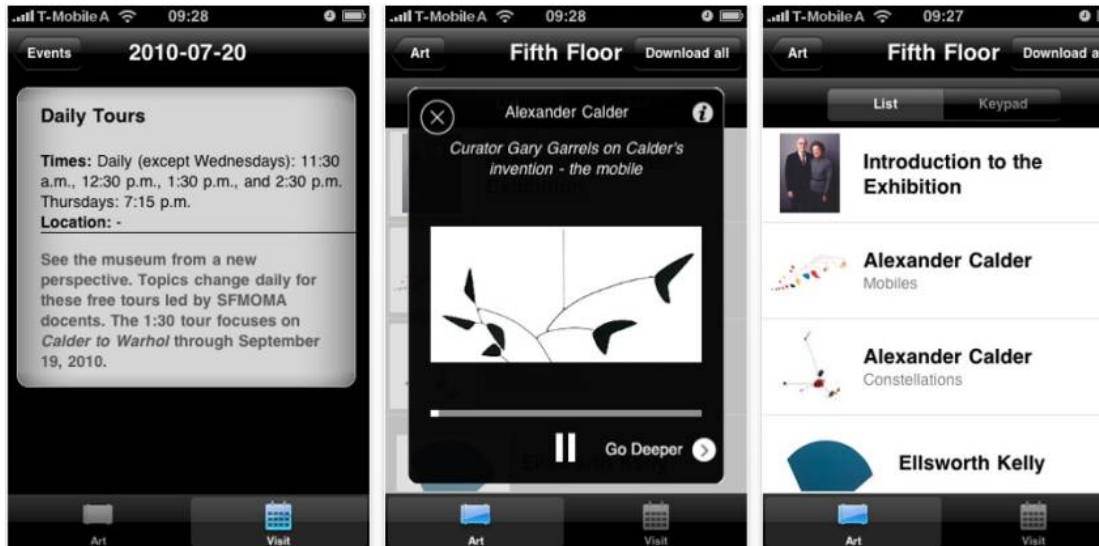 T-Mobile A 09:28
Events 2010-07-20
Daily Tours
Times: Daily (except Wednesdays): 11:30
a.m., 12:30 p.m., 1:30 p.m., and 2:30 p.m.
Thursdays: 7:15 p.m.
Location: -
See the museum from a new
perspective. Topics change daily for
these free tours led by SFMOMA
docents. The 1:30 tour focuses on
Calder to Warhol through September
19, 2010.
Art Visit
T-Mobile A 09:28
Art Fifth Floor Download all
Alexander Calder
Curator Gary Garrels on Calder's
invention - the mobile
Go Deeper
Art Visit
T-Mobile A 09:27
Art Fifth Floor Download a
List Keypad
Introduction to the
Exhibition
Alexander Calder
Mobiles
Alexander Calder
Constellations
Ellsworth Kelly
Art Visit